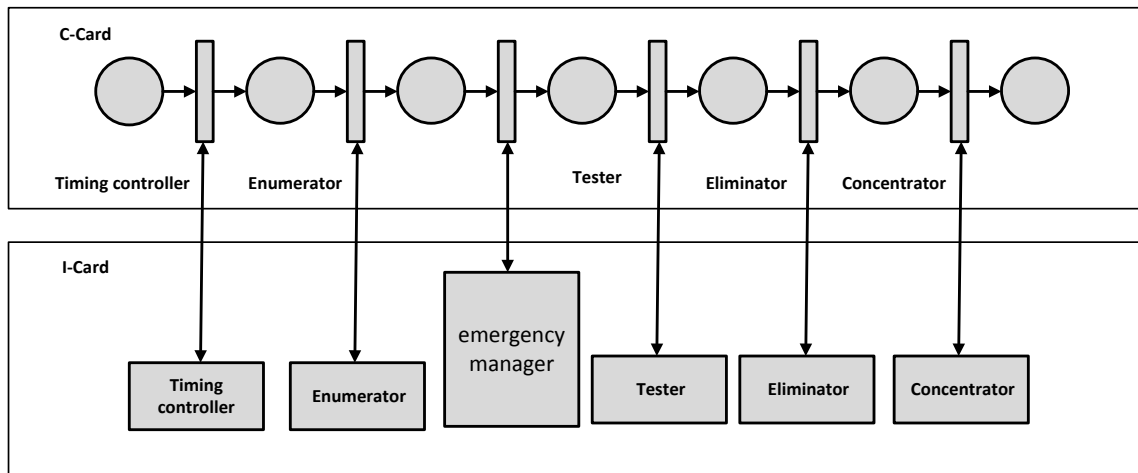 C-Card
Timing controller
Enumerator
Tester
Eliminator
Concentrator
I-Card
emergency
manager
Timing
controller
Enumerator
Tester
Eliminator
Concentrator